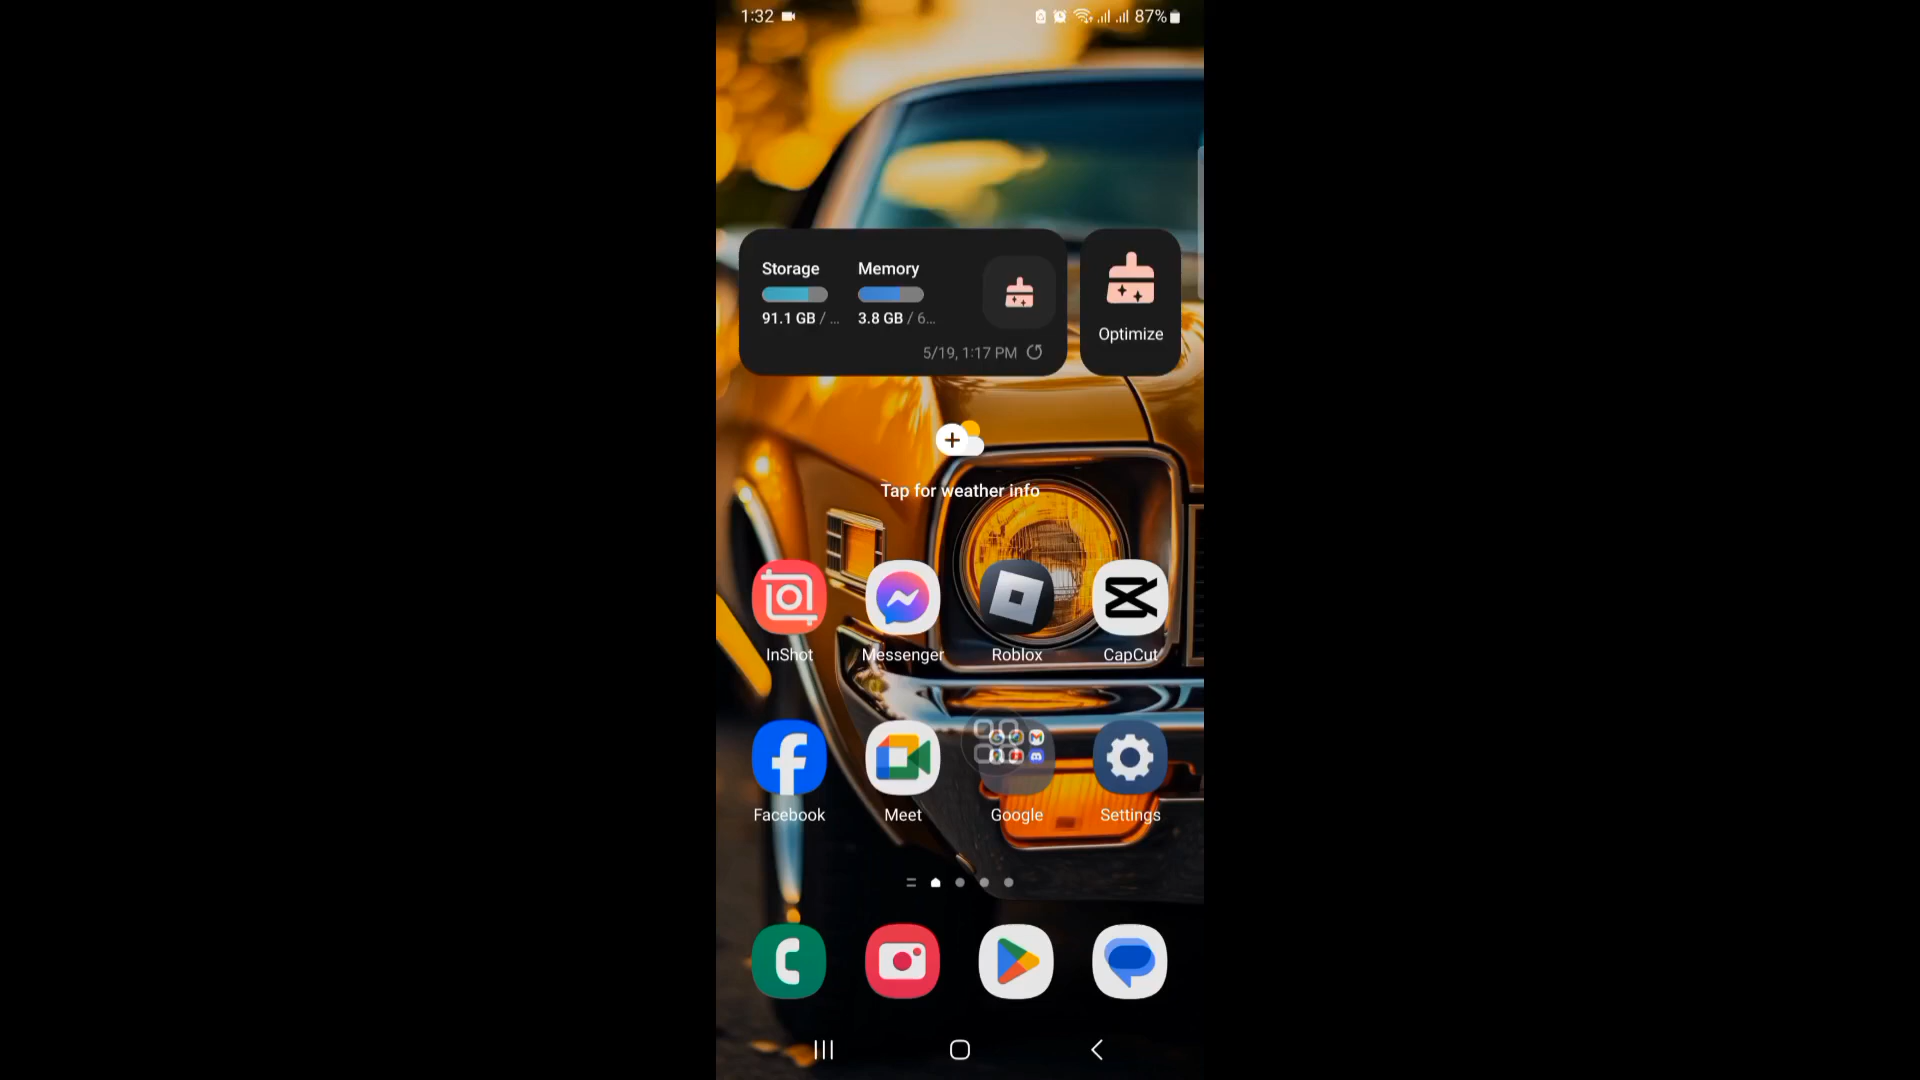 1:32
87%
Storage
Memory
91.1 GB / ...
3.8 GB / 6...
5/19, 1:17 PM
Optimize
Tap for weather info
InShot
Messenger
Roblox
CapCut
Facebook
Meet
Google
Settings